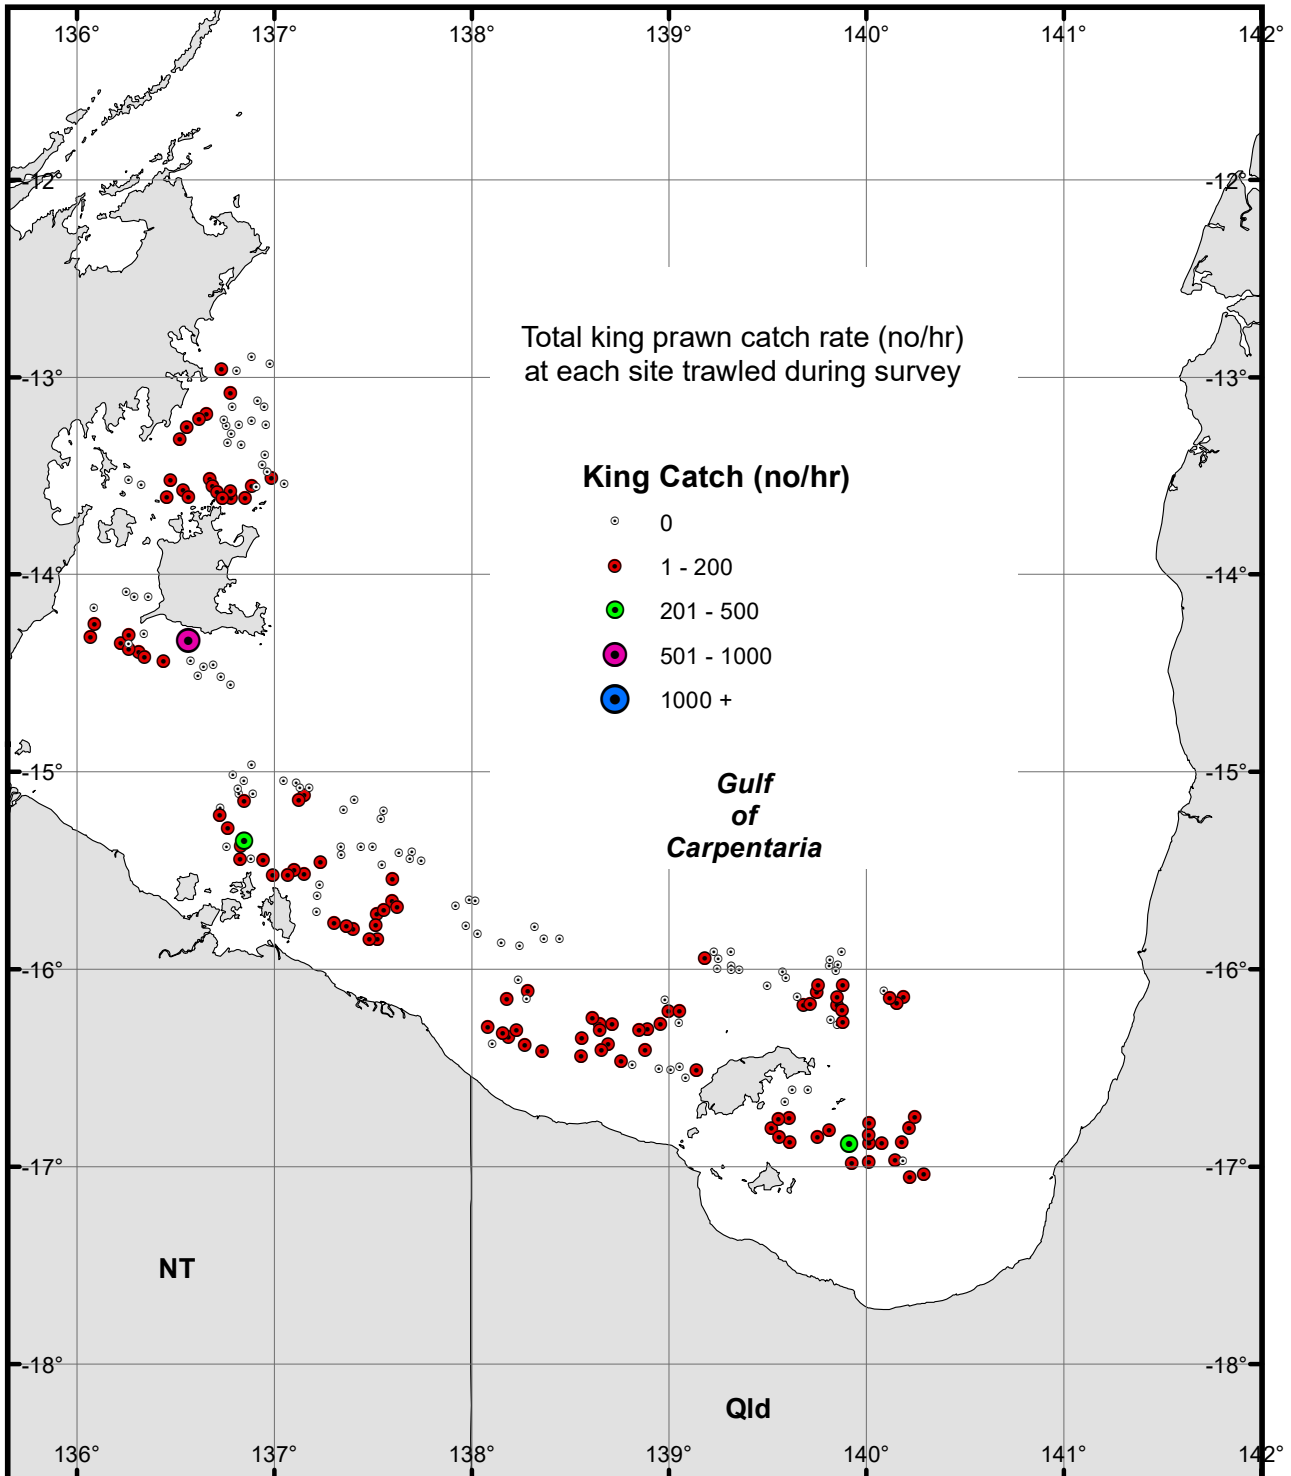 136° 137° 138° 139° 140° 141° 142°
-12° -12°
Total king prawn catch rate (no/hr)
at each site trawled during survey
-13° -13°
King Catch (no/hr)
0
1 - 200
-14° -14°
201 - 500
501 - 1000
1000 +
-15° -15°
Gulf
of
Carpentaria
-16° -16°
-17° -17°
NT
-18° -18°
Qld
136° 137° 138° 139° 140° 141° 142°